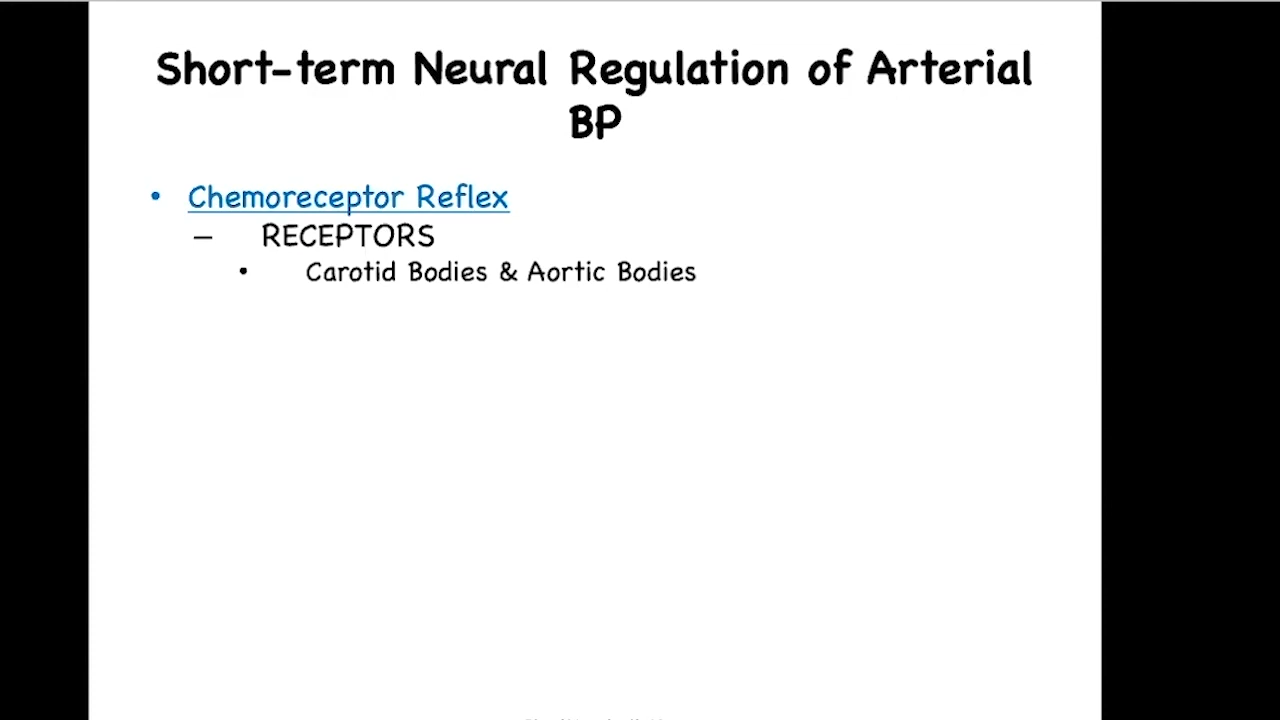 Short-term Neural Regulation of Arterial
BP
• Chemoreceptor Reflex
– RECEPTORS
• Carotid Bodies & Aortic Bodies